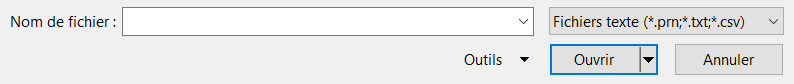 Nom de fichier : Fichiers texte (*.prn;*.txt;*.csv)
Outils Ouvrir Annuler